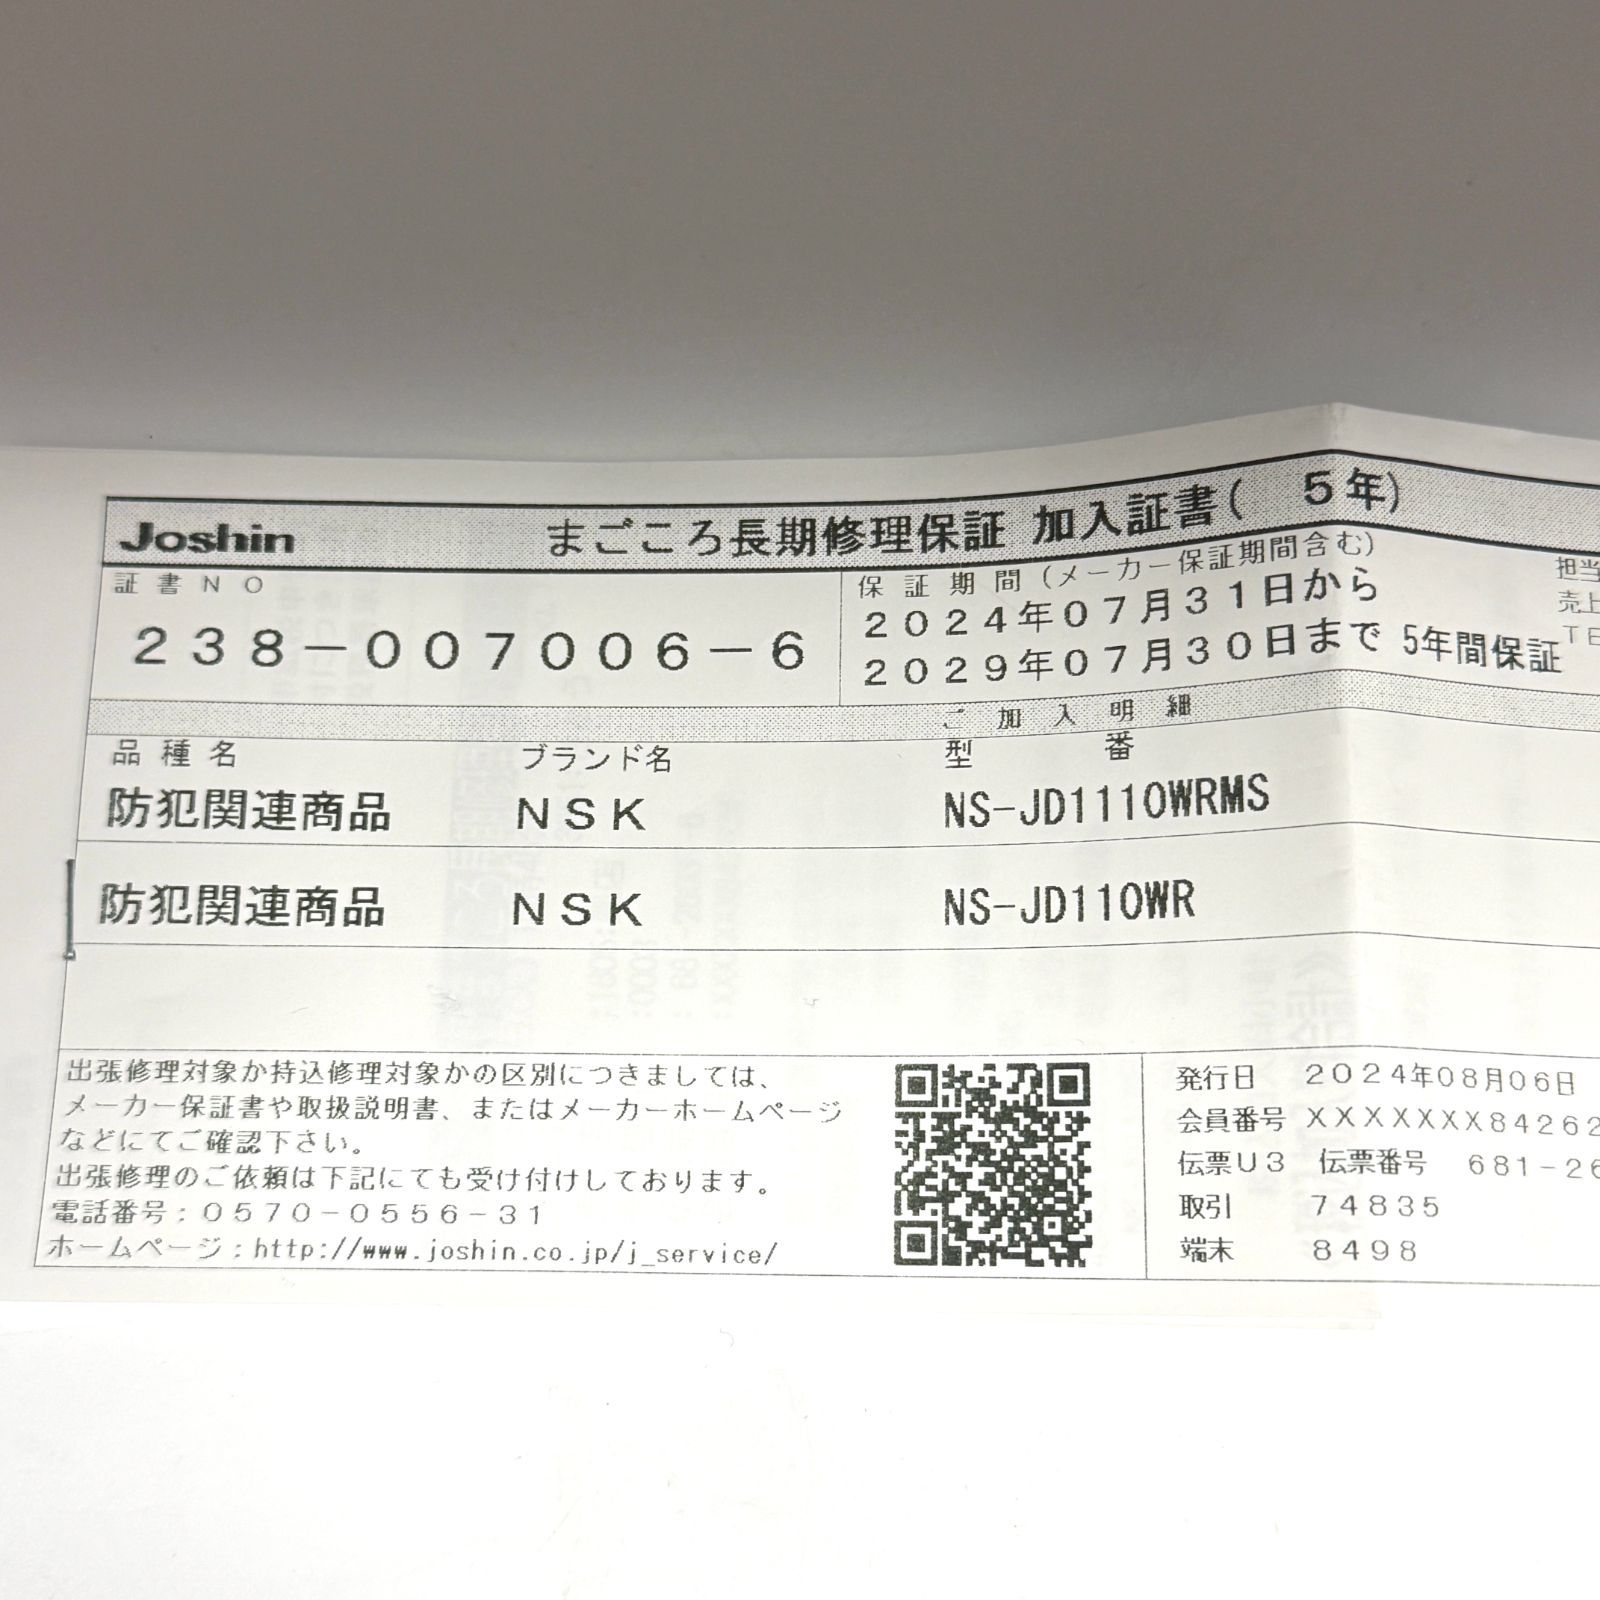 Joshin まごころ長期修理保証 加入証書( 5年)
証書NO
238-007006-6
保証期間(メーカー保証期間含む)
2024年07月31日から
2029年07月30日まで 5年間保証
担当
売上
TE
ご加入明細
品種名 ブランド名 型番
防犯関連商品 NSK NS-JD1110WRMS
防犯関連商品 NSK NS-JD110WR
出張修理対象か持込修理対象かの区別につきましては、
メーカー保証書や取扱説明書、またはメーカーホームページ
などにてご確認下さい。
出張修理のご依頼は下記にても受け付けしております。
電話番号:0570-0556-31
ホームページ:http://www.joshin.co.jp/j_service/
発行日 2024年08月06日
会員番号 XXXXXXX84262
伝票U3 伝票番号 681-26
取引 74835
端末 8498